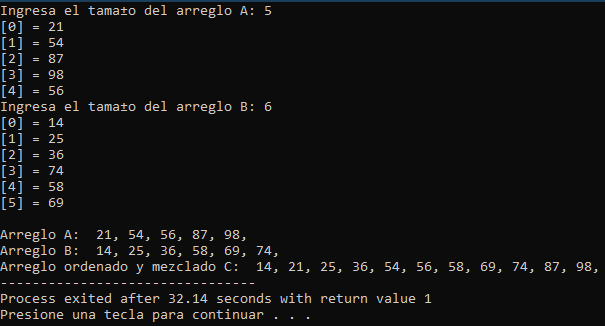 Ingresa el tama±o del arreglo A: 5
[0] = 21
[1] = 54
[2] = 87
[3] = 98
[4] = 56
Ingresa el tama±o del arreglo B: 6
[0] = 14
[1] = 25
[2] = 36
[3] = 74
[4] = 58
[5] = 69
Arreglo A:  21, 54, 56, 87, 98,
Arreglo B:  14, 25, 36, 58, 69, 74,
Arreglo ordenado y mezclado C:  14, 21, 25, 36, 54, 56, 58, 69, 74, 87, 98,
--------------------------------
Process exited after 32.14 seconds with return value 1
Presione una tecla para continuar . . .